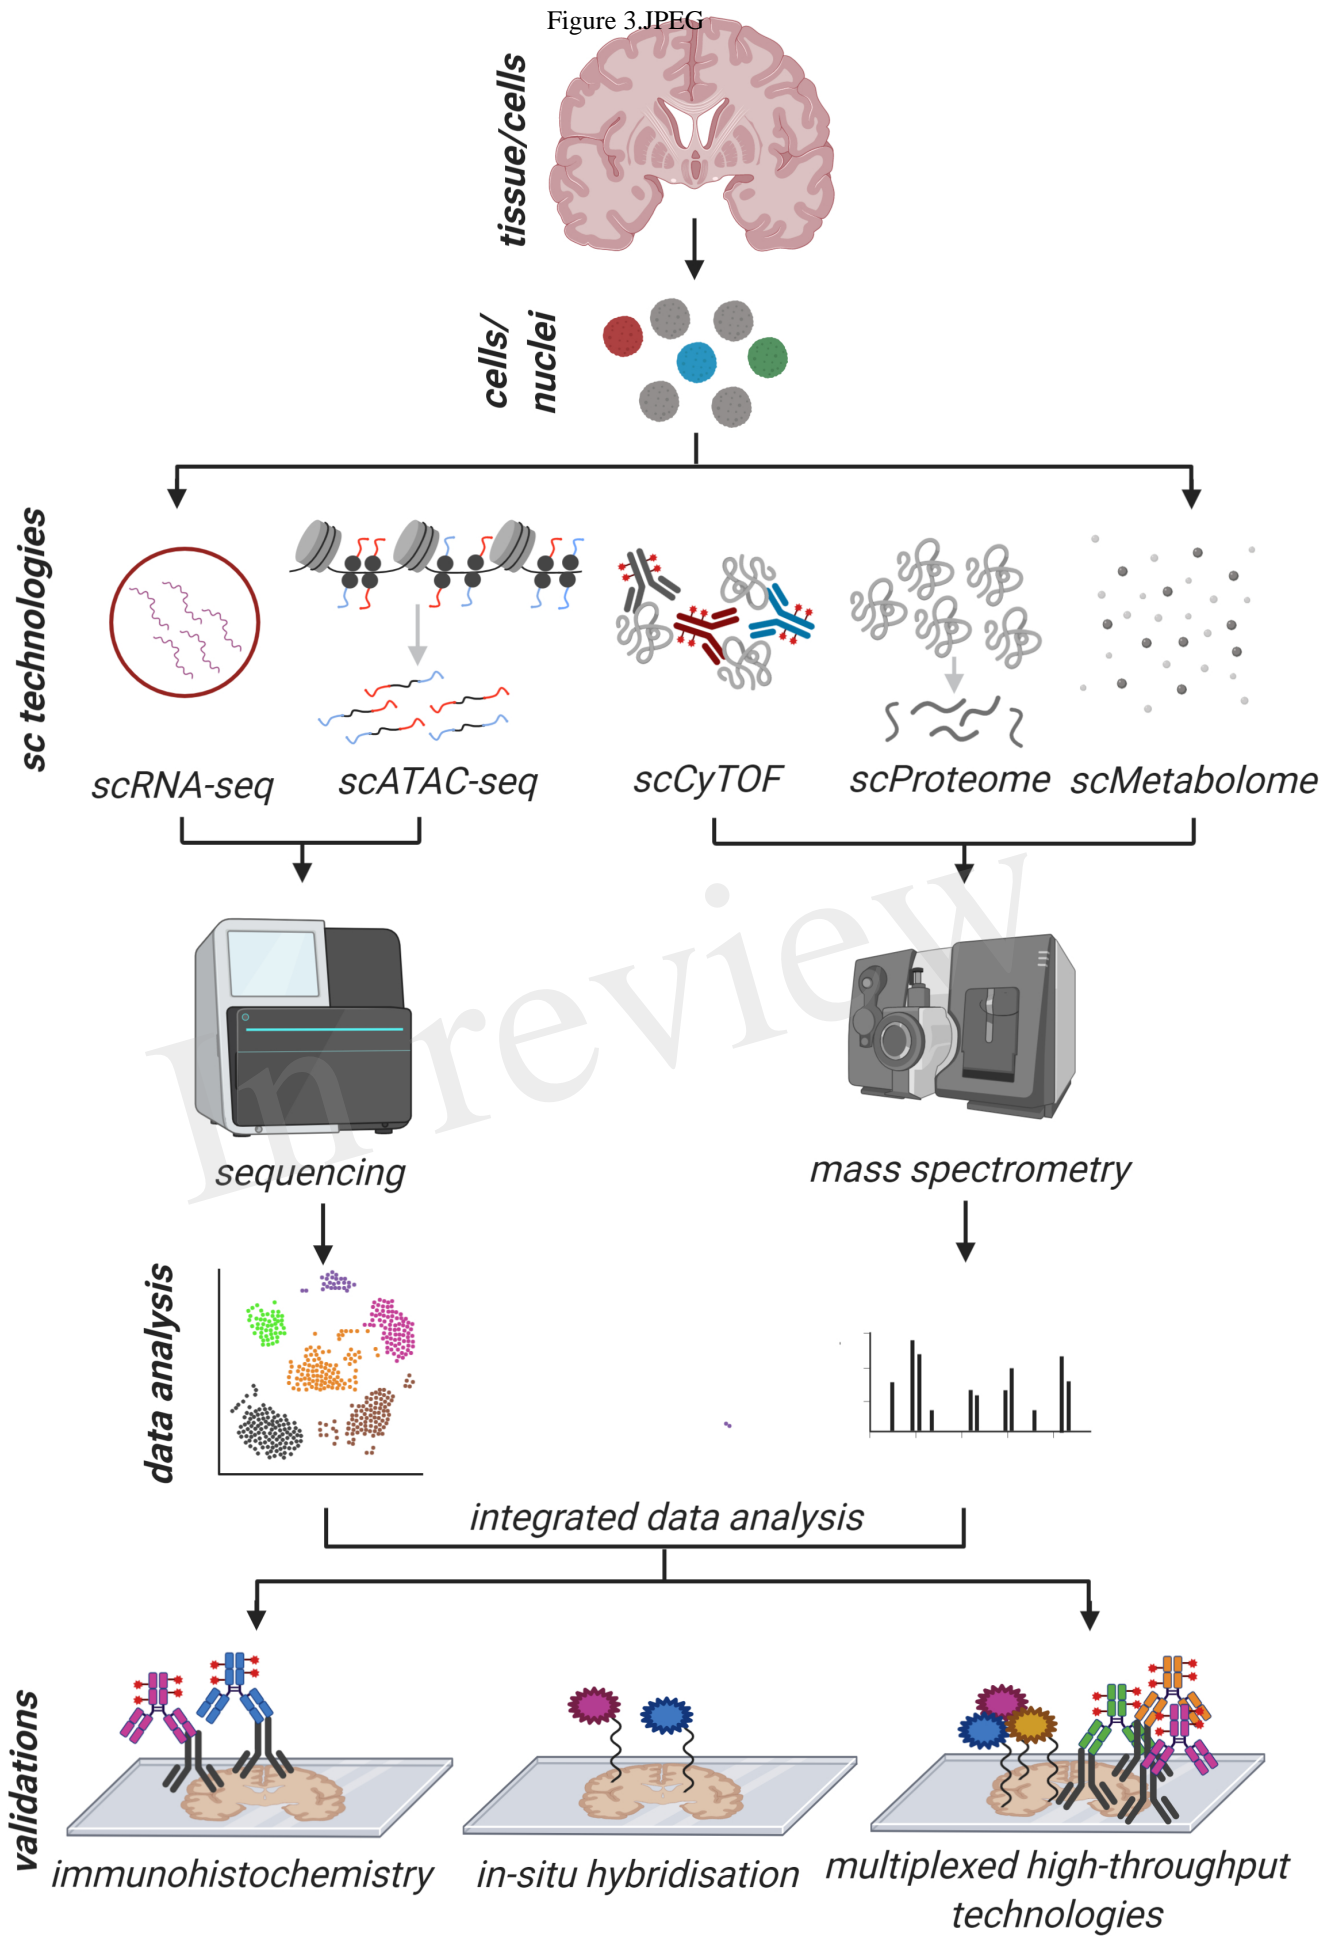 Figure 3.JPEG
tissue/cells
cells/
nuclei
sc technologies
scRNA-seq
scATAC-seq
scCyTOF
scProteome
scMetabolome
In review
sequencing
mass spectrometry
data analysis
integrated data analysis
validations
immunohistochemistry
in-situ hybridisation
multiplexed high-throughput
technologies